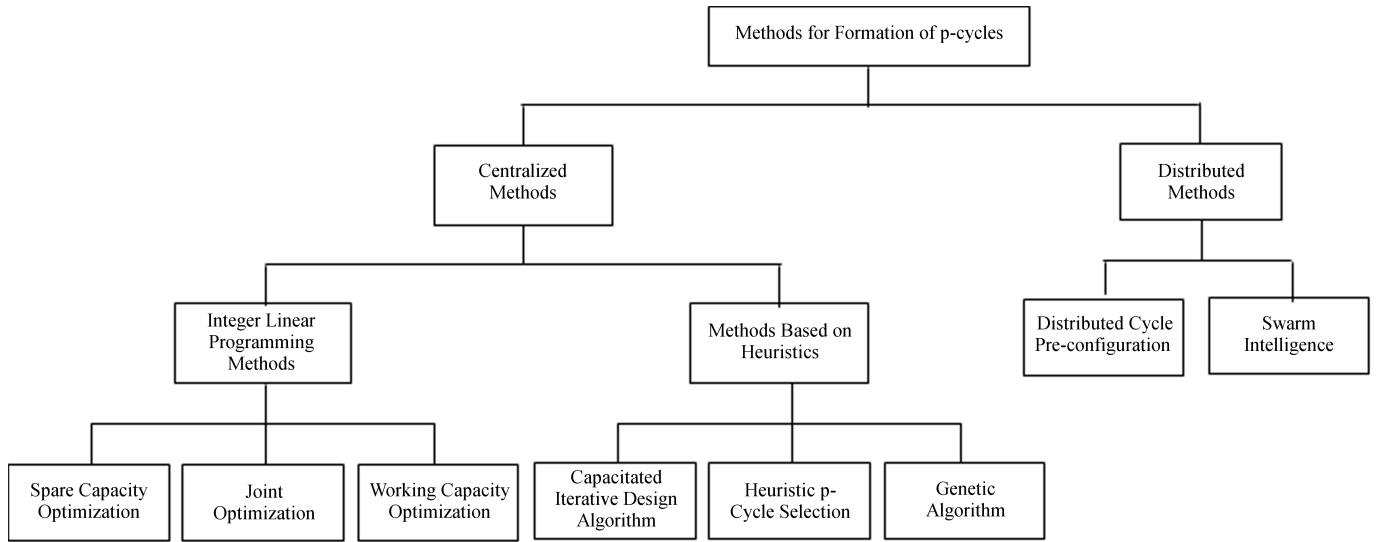 Methods for Formation of p-cycles
Centralized
Methods
Distributed
Methods
Integer Linear
Programming
Methods
Methods Based on
Heuristics
Distributed Cycle
Pre-configuration
Swarm
Intelligence
Spare Capacity
Optimization
Joint
Optimization
Working Capacity
Optimization
Capacitated
Iterative Design
Algorithm
Heuristic p-
Cycle Selection
Genetic
Algorithm